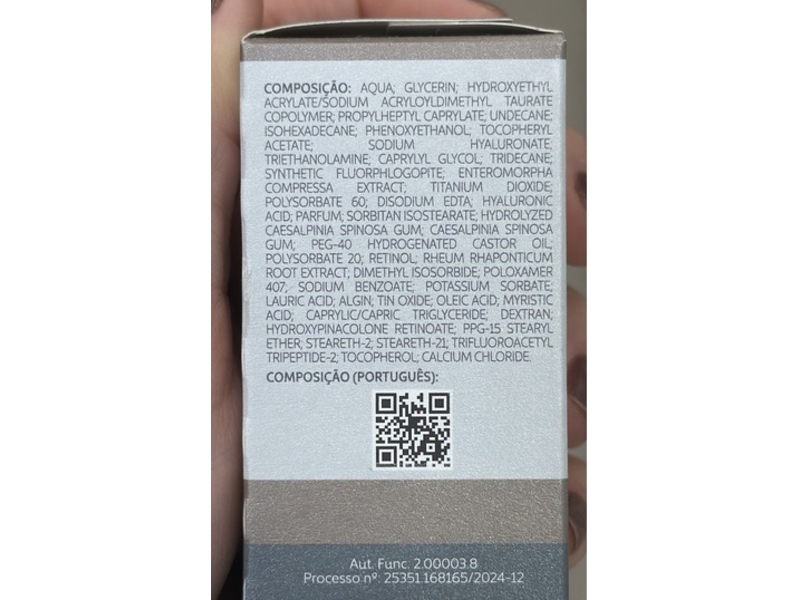 COMPOSIÇÃO: AQUA; GLYCERIN; HYDROXYETHYL
ACRYLATE/SODIUM ACRYLOYLDIMETHYL TAURATE
COPOLYMER; PROPYLHEPTYL CAPRYLATE; UNDECANE;
ISOHEXADECANE; PHENOXYETHANOL; TOCOPHERYL
ACETATE; SODIUM HYALURONATE;
TRIETHANOLAMINE; CAPRYLYL GLYCOL; TRIDECANE;
SYNTHETIC FLUORPHLOGOPITE; ENTEROMORPHA
COMPRESSA EXTRACT; TITANIUM DIOXIDE;
POLYSORBATE 60; DISODIUM EDTA; HYALURONIC
ACID; PARFUM; SORBITAN ISOSTEARATE; HYDROLYZED
CAESALPINIA SPINOSA GUM; CAESALPINIA SPINOSA
GUM; PEG-40 HYDROGENATED CASTOR OIL;
POLYSORBATE 20; RETINOL; RHEUM RHAPONTICUM
ROOT EXTRACT; DIMETHYL ISOSORBIDE; POLOXAMER
407; SODIUM BENZOATE; POTASSIUM SORBATE;
LAURIC ACID; ALGIN; TIN OXIDE; OLEIC ACID; MYRISTIC
ACID; CAPRYLIC/CAPRIC TRIGLYCERIDE; DEXTRAN;
HYDROXYPINACOLONE RETINOATE; PPG-15 STEARYL
ETHER; STEARETH-2; STEARETH-21; TRIFLUOROACETYL
TRIPEPTIDE-2; TOCOPHEROL; CALCIUM CHLORIDE.
COMPOSIÇÃO (PORTUGUÊS):
Aut. Func. 2.00003.8
Processo nº: 25351.168165/2024-12